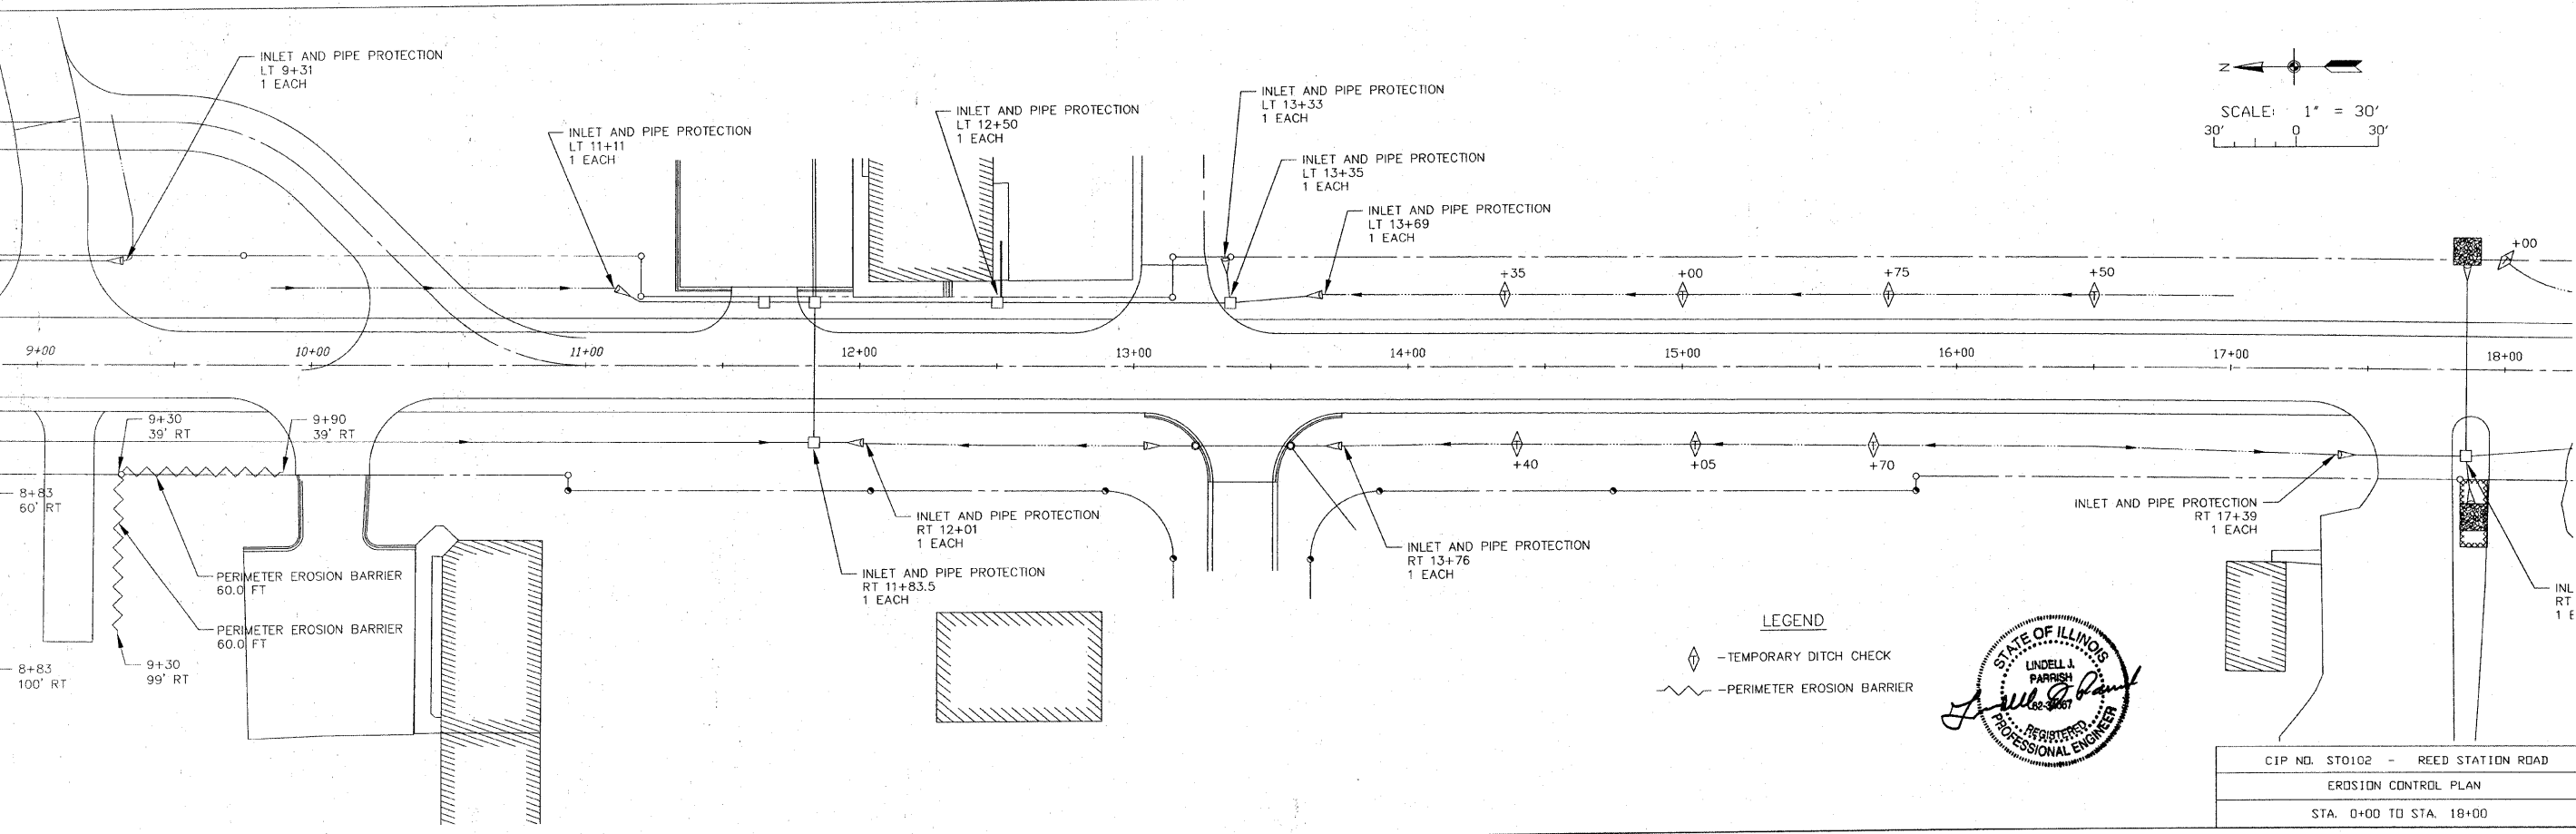 INLET AND PIPE PROTECTION
LT 9+31
1 EACH
INLET AND PIPE PROTECTION
LT 11+11
1 EACH
INLET AND PIPE PROTECTION
LT 12+50
1 EACH
INLET AND PIPE PROTECTION
LT 13+33
1 EACH
INLET AND PIPE PROTECTION
LT 13+35
1 EACH
INLET AND PIPE PROTECTION
LT 13+69
1 EACH
N
SCALE: 1" = 30'
30' 0 30'
+35
+00
+75
+50
+00
9+00
10+00
11+00
12+00
13+00
14+00
15+00
16+00
17+00
18+00
9+30
39' RT
9+90
39' RT
8+83
60' RT
PERIMETER EROSION BARRIER
60.0 FT
PERIMETER EROSION BARRIER
60.0 FT
8+83
100' RT
9+30
99' RT
INLET AND PIPE PROTECTION
RT 12+01
1 EACH
INLET AND PIPE PROTECTION
RT 11+83.5
1 EACH
INLET AND PIPE PROTECTION
RT 13+76
1 EACH
+40
+05
+70
INLET AND PIPE PROTECTION
RT 17+39
1 EACH
INL
RT
1 E
LEGEND
T -TEMPORARY DITCH CHECK
-PERIMETER EROSION BARRIER
STATE OF ILLINOIS
LINDELL J.
PARRISH
REGISTERED
PROFESSIONAL ENGINEER
CIP NO. ST0102 - REED STATION ROAD
EROSION CONTROL PLAN
STA. 0+00 TO STA. 18+00